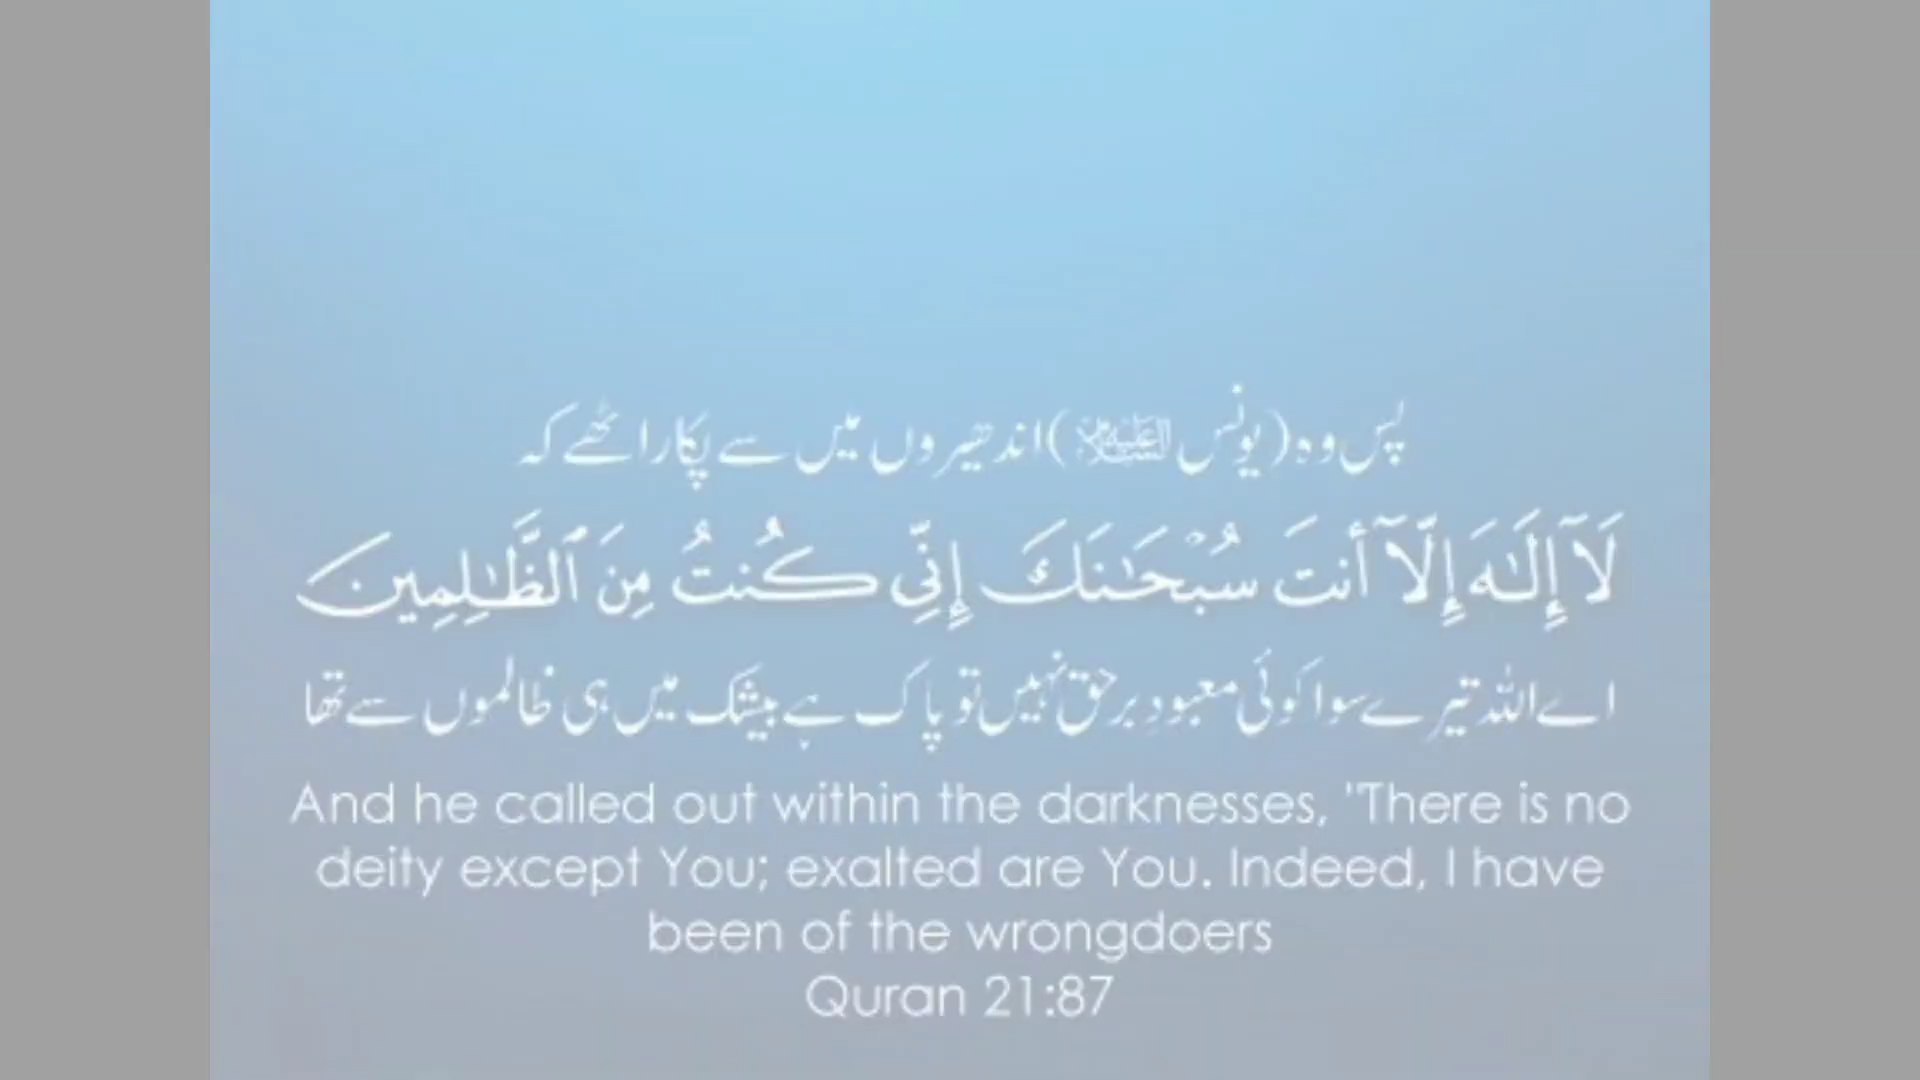 پس وہ (یونس علیہ السلام) اندھیروں میں سے پکار اٹھے کہ
لَآ إِلَـٰهَ إِلَّآ أَنتَ سُبْحَـٰنَكَ إِنِّى كُنتُ مِنَ ٱلظَّـٰلِمِينَ
اے اللہ تیرے سوا کوئی معبودِ برحق نہیں تو پاک ہے بیشک میں ہی ظالموں سے تھا
And he called out within the darknesses, "There is no
deity except You; exalted are You. Indeed, I have
been of the wrongdoers
Quran 21:87